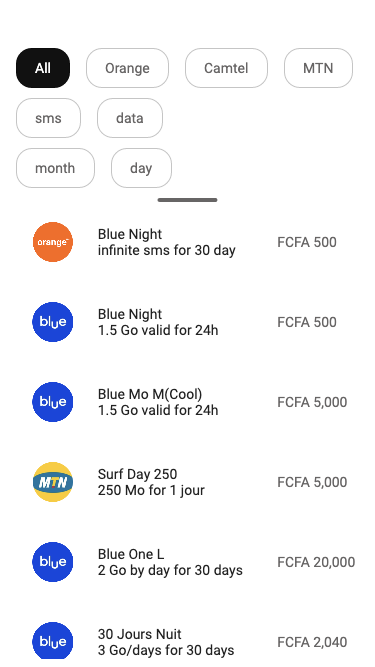 All Orange Camtel MTN
sms data
month day
orange
Blue Night
infinite sms for 30 day
FCFA 500
blue
Blue Night
1.5 Go valid for 24h
FCFA 500
blue
Blue Mo M(Cool)
1.5 Go valid for 24h
FCFA 5,000
MTN
Surf Day 250
250 Mo for 1 jour
FCFA 5,000
blue
Blue One L
2 Go by day for 30 days
FCFA 20,000
blue
30 Jours Nuit
3 Go/days for 30 days
FCFA 2,040